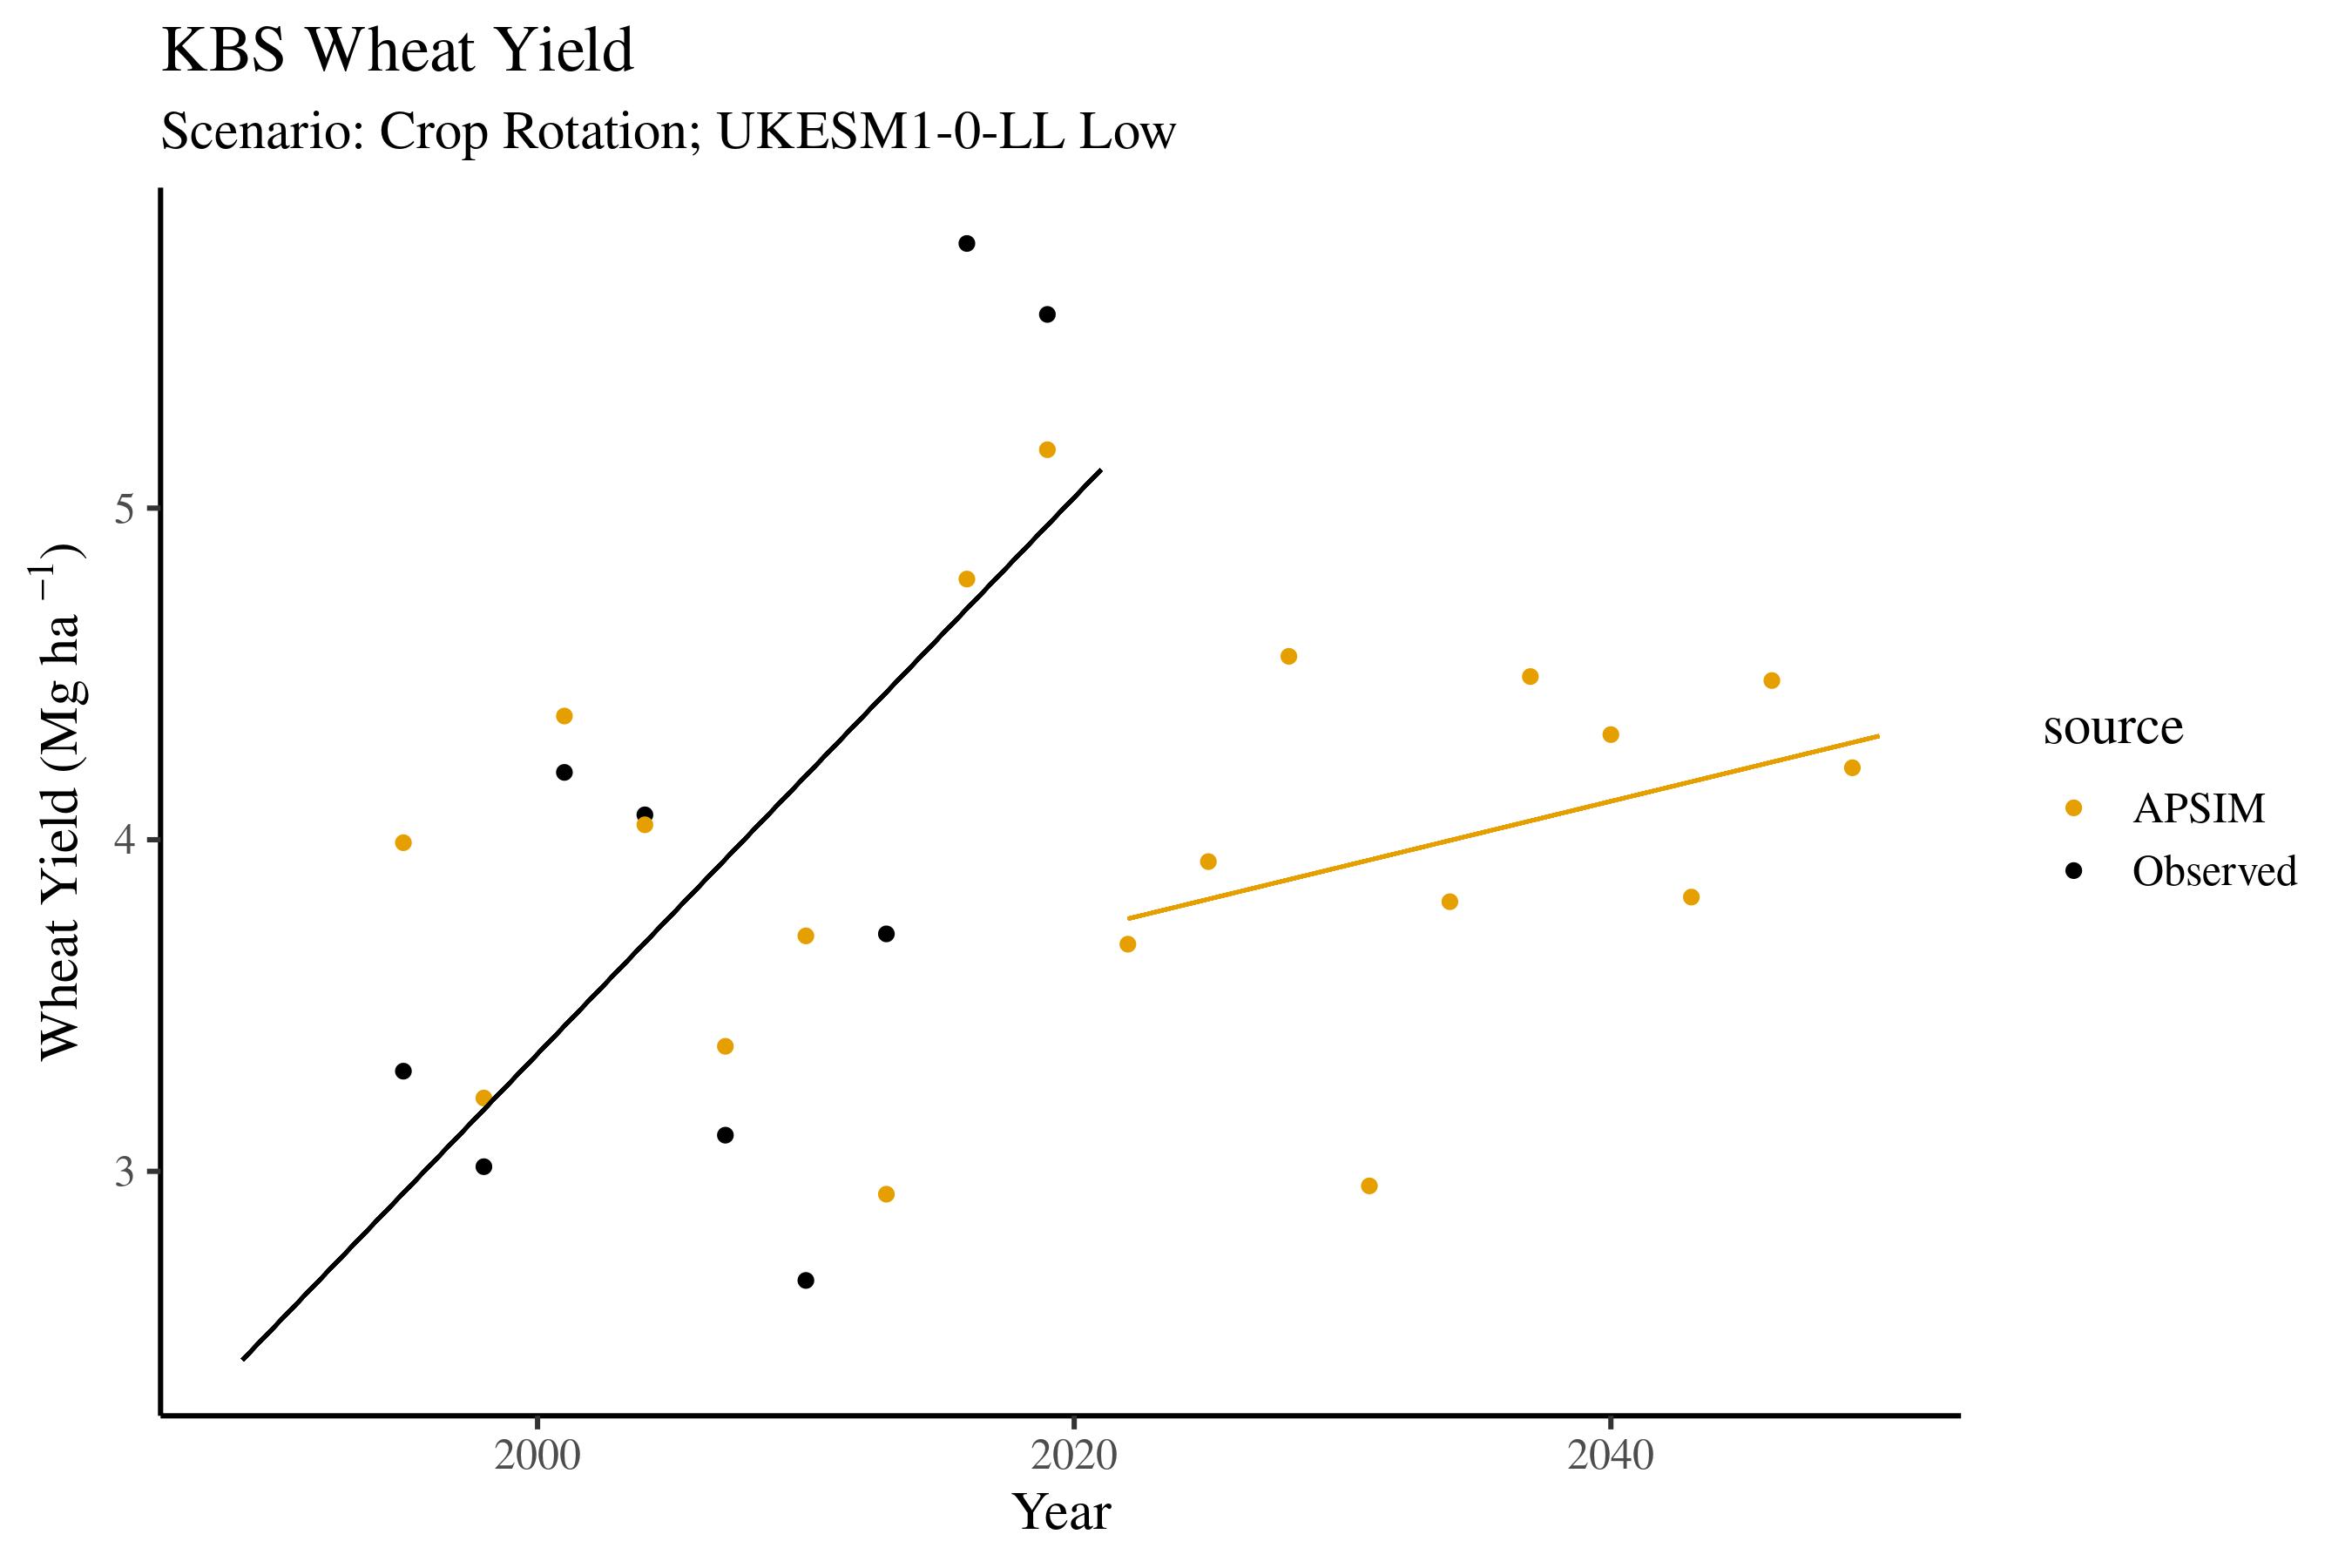 KBS Wheat Yield
Scenario: Crop Rotation; UKESM1-0-LL Low
Wheat Yield (Mg ha −1)
5
4
3
2000
2020
2040
Year
source
APSIM
Observed